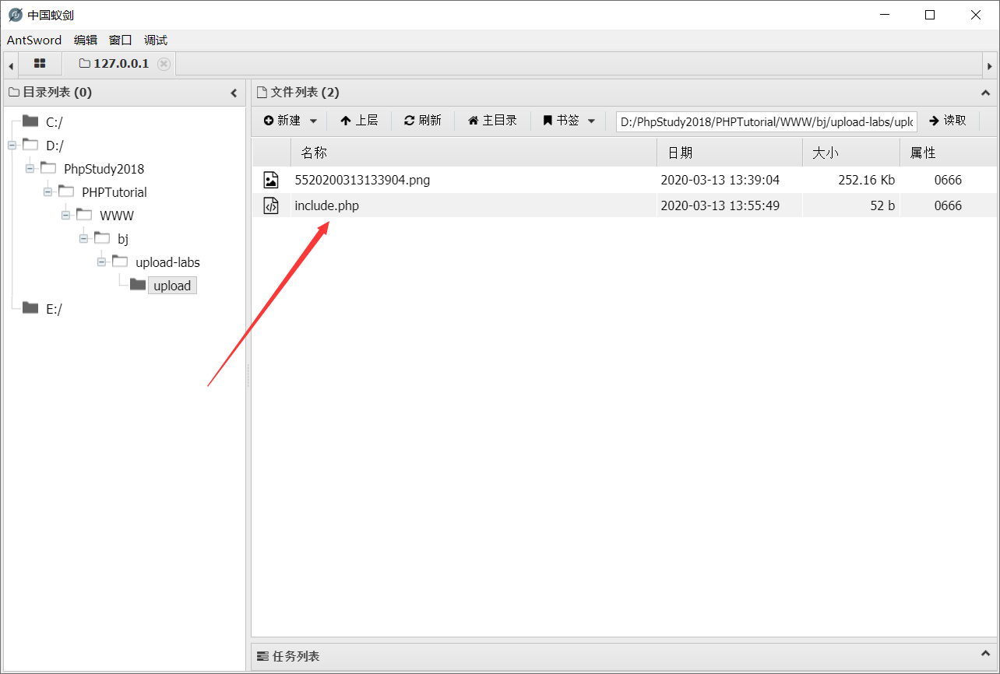 中国蚁剑
AntSword 编辑 窗口 调试
127.0.0.1
目录列表 (0)
C:/
D:/
PhpStudy2018
PHPTutorial
WWW
bj
upload-labs
upload
E:/
文件列表 (2)
新建 上层 刷新 主目录 书签 D:/PhpStudy2018/PHPTutorial/WWW/bj/upload-labs/uplo 读取
名称 日期 大小 属性
5520200313133904.png 2020-03-13 13:39:04 252.16 Kb 0666
include.php 2020-03-13 13:55:49 52 b 0666
任务列表